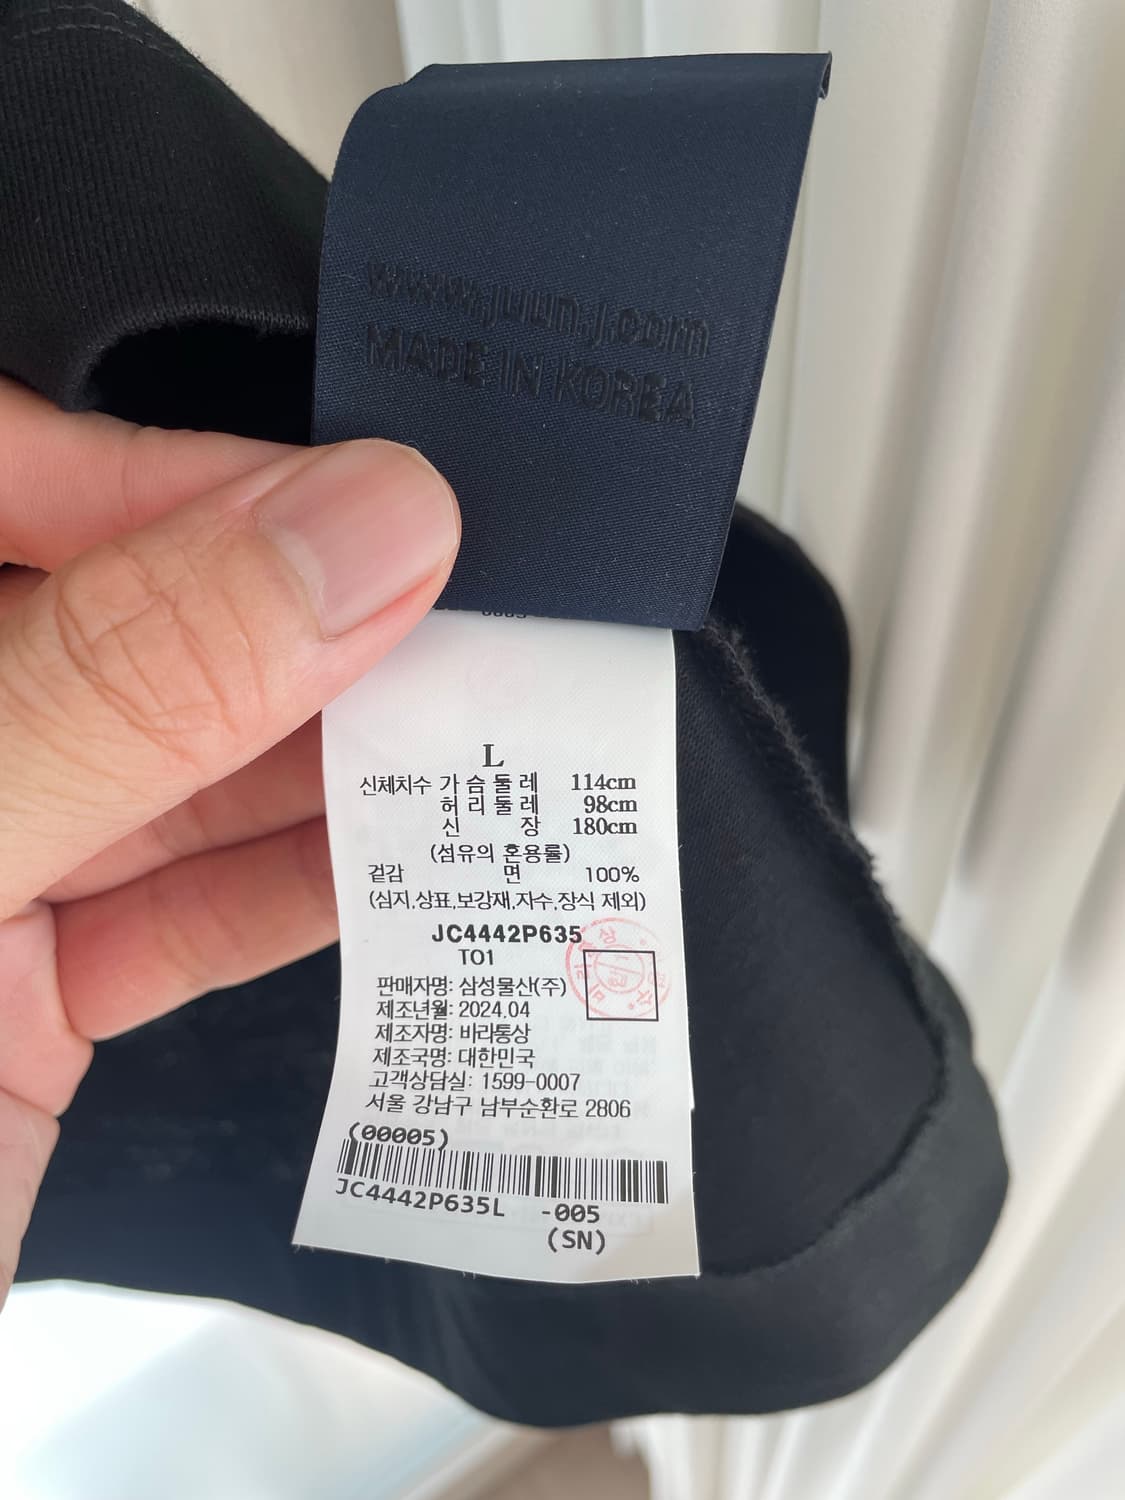 www.juun.j.com
MADE IN KOREA
L
신체치수 가슴둘레 114cm
허리둘레 98cm
신 장 180cm
(섬유의 혼용률)
겉감 면 100%
(심지,상표,보강재,자수,장식 제외)
JC4442P635
TO1
판매자명: 삼성물산(주)
제조년월: 2024.04
제조자명: 바라통상
제조국명: 대한민국
고객상담실: 1599-0007
서울 강남구 남부순환로 2806
(00005)
JC4442P635L -005
(SN)